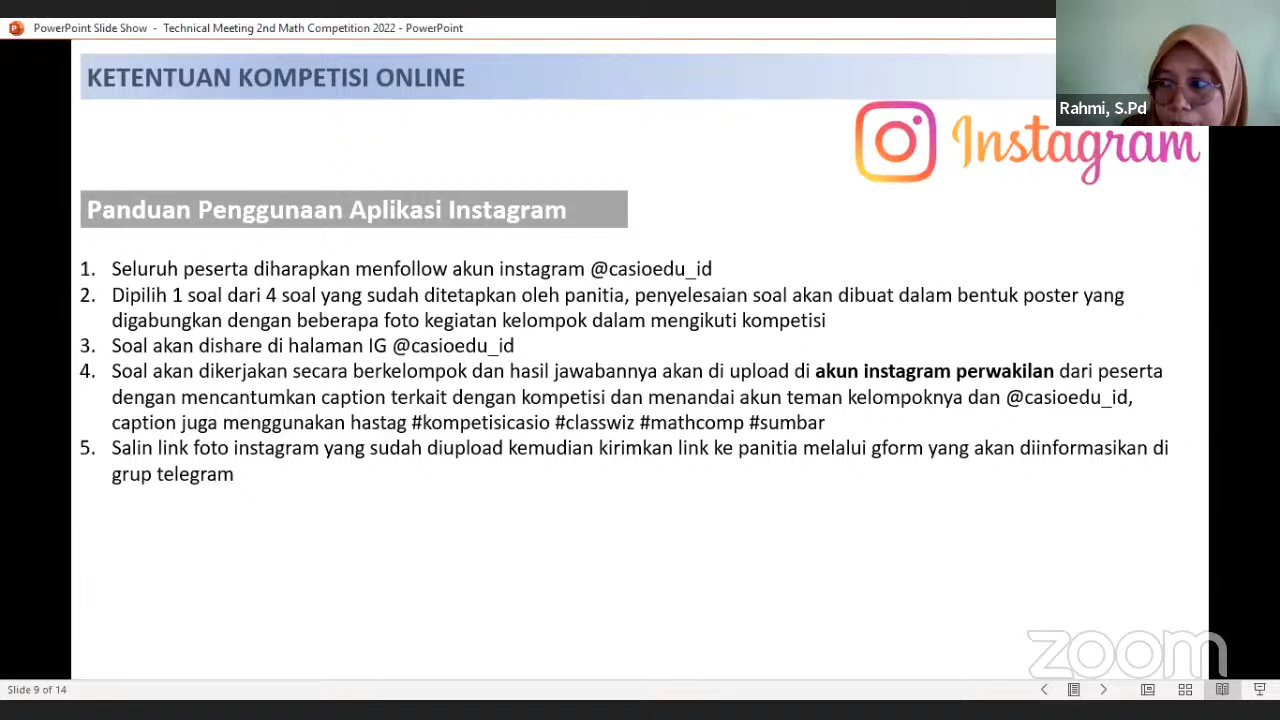 PowerPoint Slide Show - Technical Meeting 2nd Math Competition 2022 - PowerPoint
KETENTUAN KOMPETISI ONLINE
Rahmi, S.Pd
Instagram
Panduan Penggunaan Aplikasi Instagram
1. Seluruh peserta diharapkan menfollow akun instagram @casioedu_id
2. Dipilih 1 soal dari 4 soal yang sudah ditetapkan oleh panitia, penyelesaian soal akan dibuat dalam bentuk poster yang
digabungkan dengan beberapa foto kegiatan kelompok dalam mengikuti kompetisi
3. Soal akan dishare di halaman IG @casioedu_id
4. Soal akan dikerjakan secara berkelompok dan hasil jawabannya akan di upload di akun instagram perwakilan dari peserta
dengan mencantumkan caption terkait dengan kompetisi dan menandai akun teman kelompoknya dan @casioedu_id,
caption juga menggunakan hastag #kompetisicasio #classwiz #mathcomp #sumbar
5. Salin link foto instagram yang sudah diupload kemudian kirimkan link ke panitia melalui gform yang akan diinformasikan di
grup telegram
zoom
Slide 9 of 14